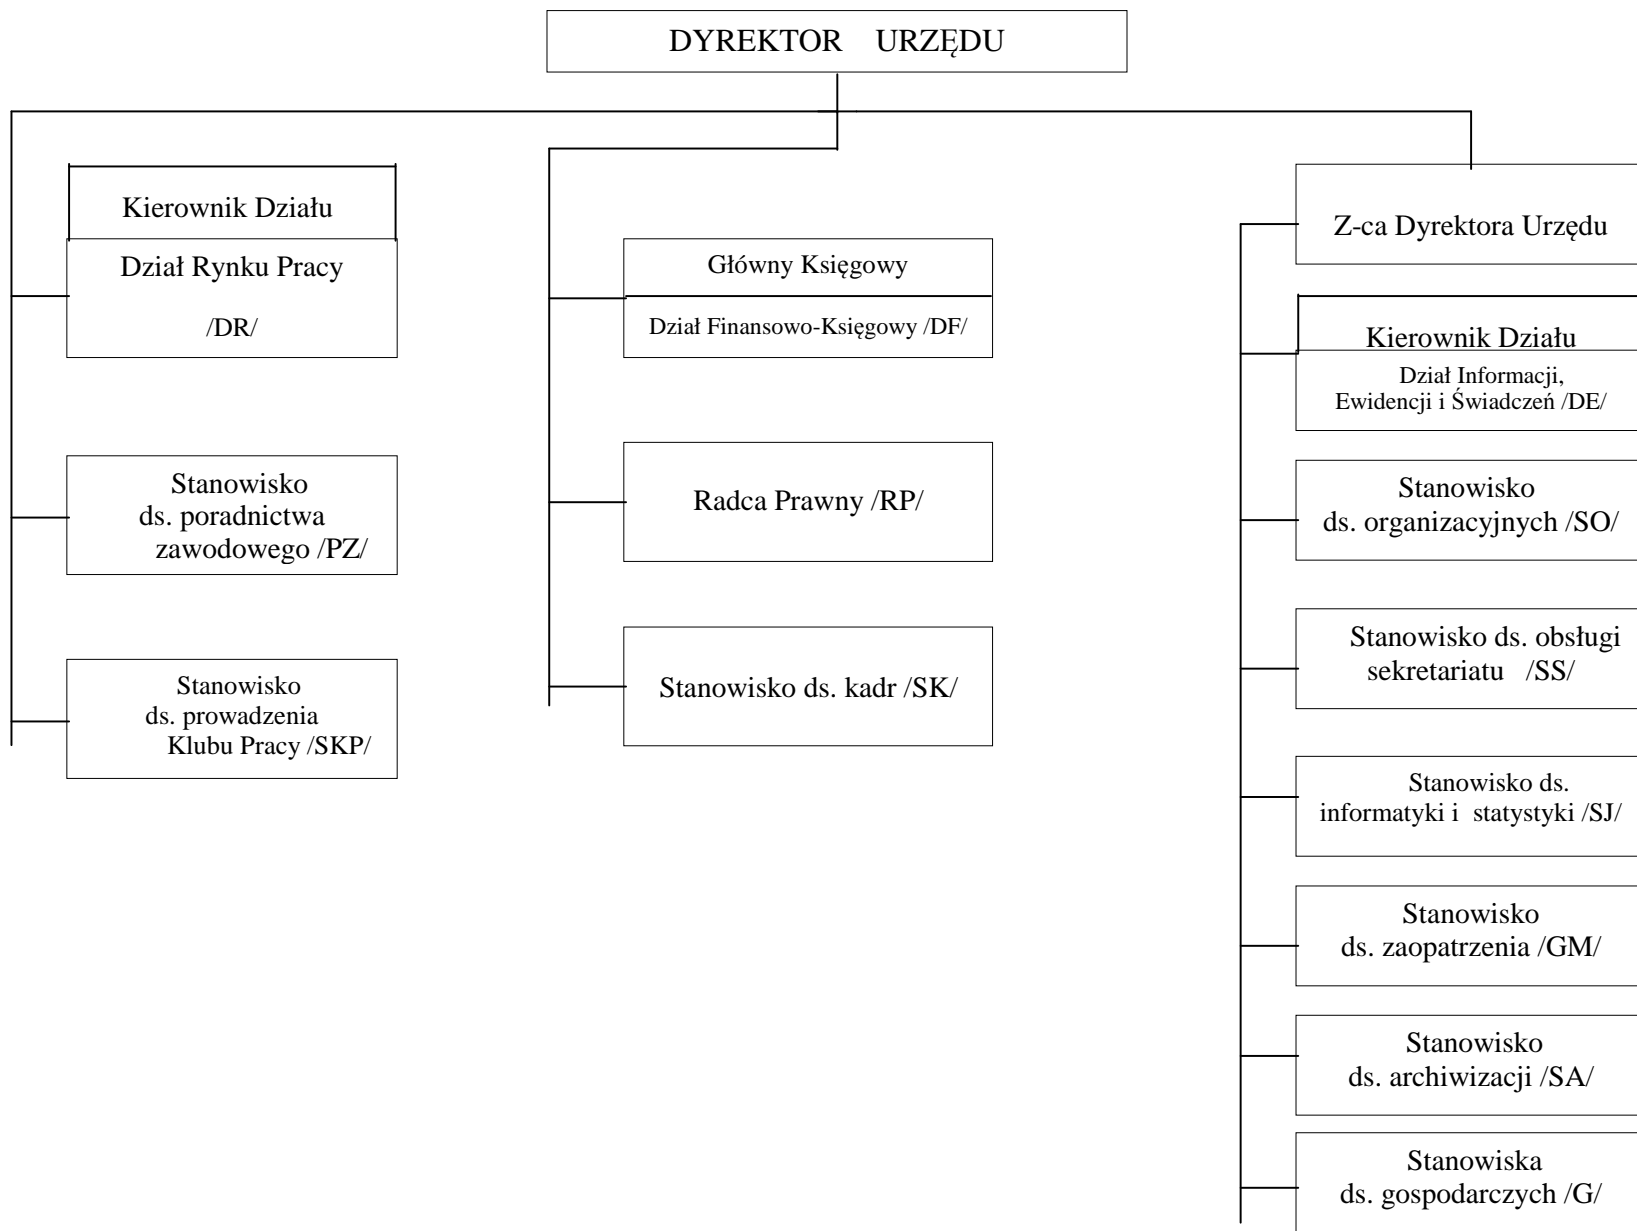 DYREKTOR URZĘDU
Kierownik Działu
Dział Rynku Pracy
/DR/
Stanowisko
ds. poradnictwa
zawodowego /PZ/
Stanowisko
ds. prowadzenia
Klubu Pracy /SKP/
Główny Księgowy
Dział Finansowo-Księgowy /DF/
Radca Prawny /RP/
Stanowisko ds. kadr /SK/
Z-ca Dyrektora Urzędu
Kierownik Działu
Dział Informacji,
Ewidencji i Świadczeń /DE/
Stanowisko
ds. organizacyjnych /SO/
Stanowisko ds. obsługi
sekretariatu /SS/
Stanowisko ds.
informatyki i statystyki /SJ/
Stanowisko
ds. zaopatrzenia /GM/
Stanowisko
ds. archiwizacji /SA/
Stanowiska
ds. gospodarczych /G/